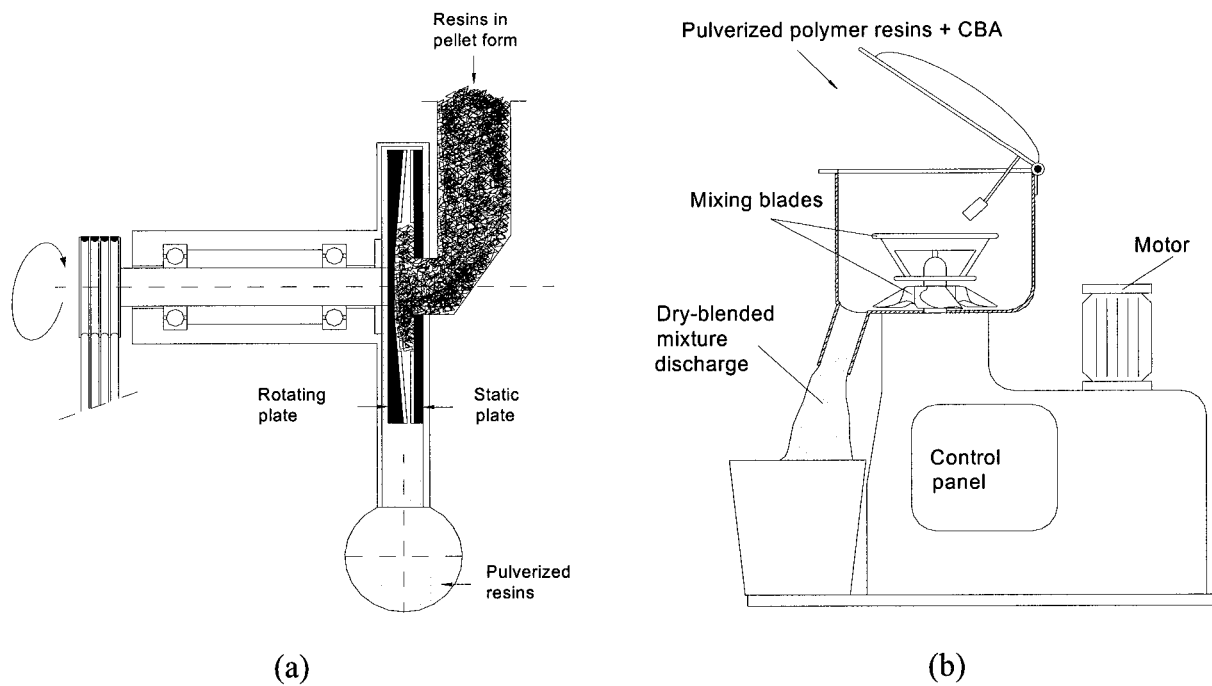 Resins in
pellet form
Rotating
plate
Static
plate
Pulverized
resins
(a)
Pulverized polymer resins + CBA
Mixing blades
Motor
Dry-blended
mixture
discharge
Control
panel
(b)